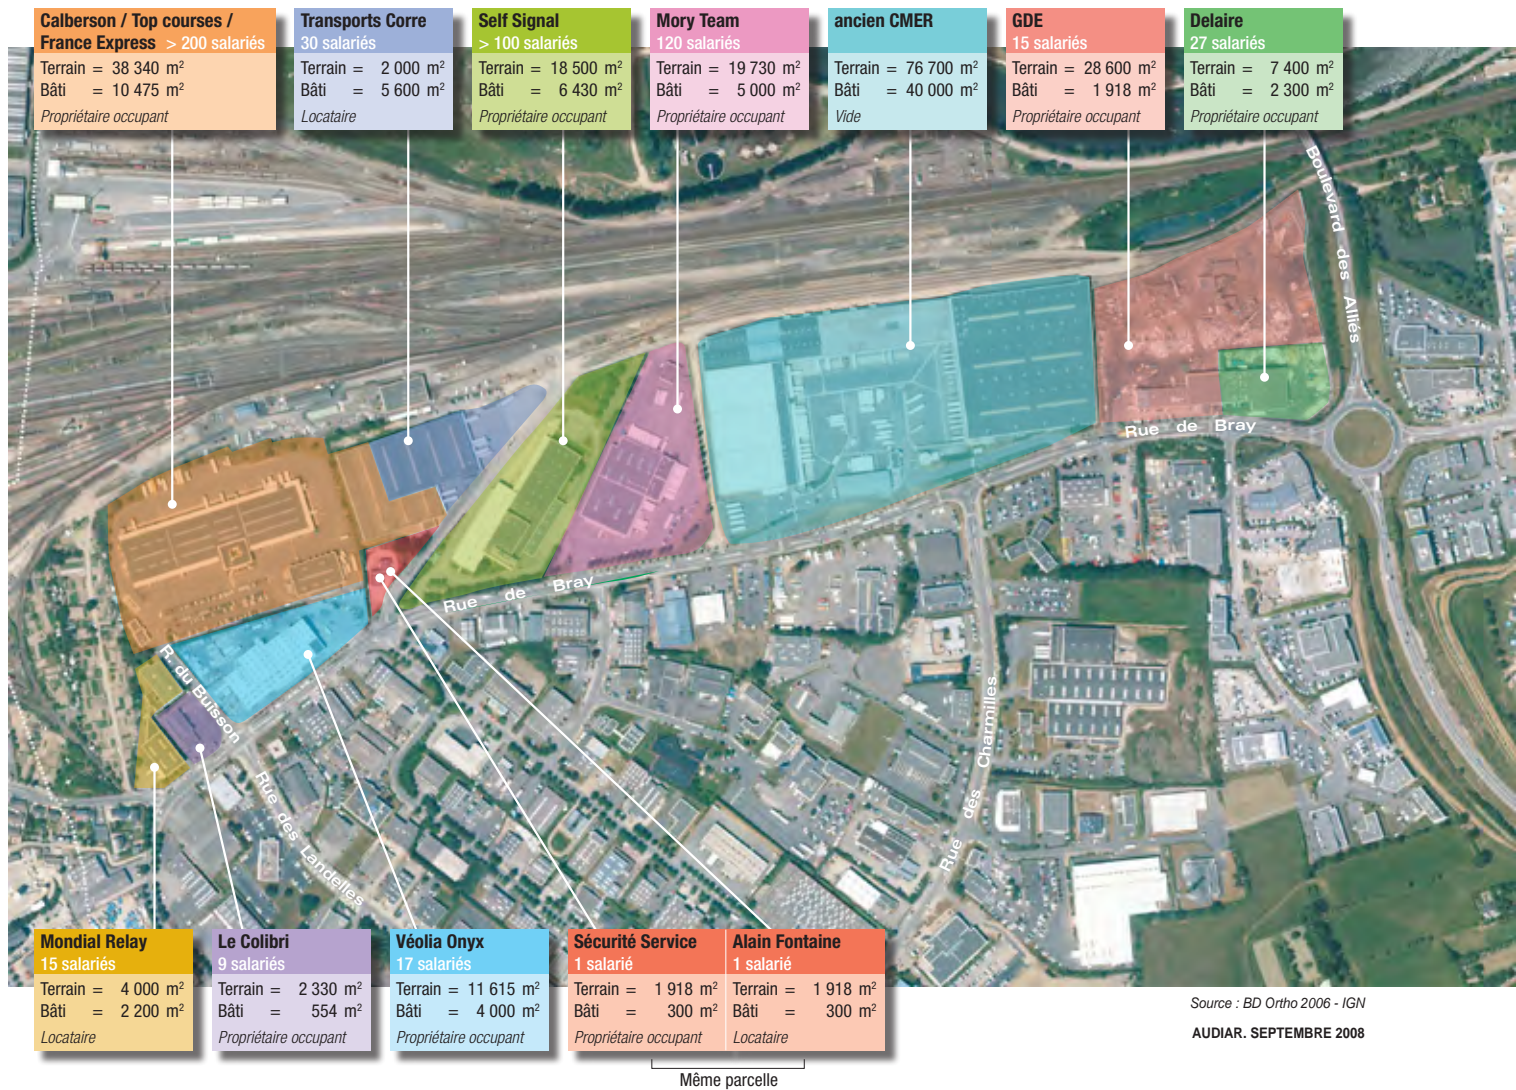 Calberson / Top courses /
France Express > 200 salariés
Terrain = 38 340 m²
Bâti = 10 475 m²
Propriétaire occupant
Transports Corre
30 salariés
Terrain = 2 000 m²
Bâti = 5 600 m²
Locataire
Self Signal
> 100 salariés
Terrain = 18 500 m²
Bâti = 6 430 m²
Propriétaire occupant
Mory Team
120 salariés
Terrain = 19 730 m²
Bâti = 5 000 m²
Propriétaire occupant
ancien CMER
Terrain = 76 700 m²
Bâti = 40 000 m²
Vide
GDE
15 salariés
Terrain = 28 600 m²
Bâti = 1 918 m²
Propriétaire occupant
Delaire
27 salariés
Terrain = 7 400 m²
Bâti = 2 300 m²
Propriétaire occupant
Boulevard des Alliés
Rue de Bray
Rue de Bray
R. du Buisson
Rue des Landelles
Rue des Charmilles
Mondial Relay
15 salariés
Terrain = 4 000 m²
Bâti = 2 200 m²
Locataire
Le Colibri
9 salariés
Terrain = 2 330 m²
Bâti = 554 m²
Propriétaire occupant
Véolia Onyx
17 salariés
Terrain = 11 615 m²
Bâti = 4 000 m²
Propriétaire occupant
Sécurité Service
1 salarié
Terrain = 1 918 m²
Bâti = 300 m²
Propriétaire occupant
Alain Fontaine
1 salarié
Terrain = 1 918 m²
Bâti = 300 m²
Locataire
Même parcelle
Source : BD Ortho 2006 - IGN
AUDIAR. SEPTEMBRE 2008